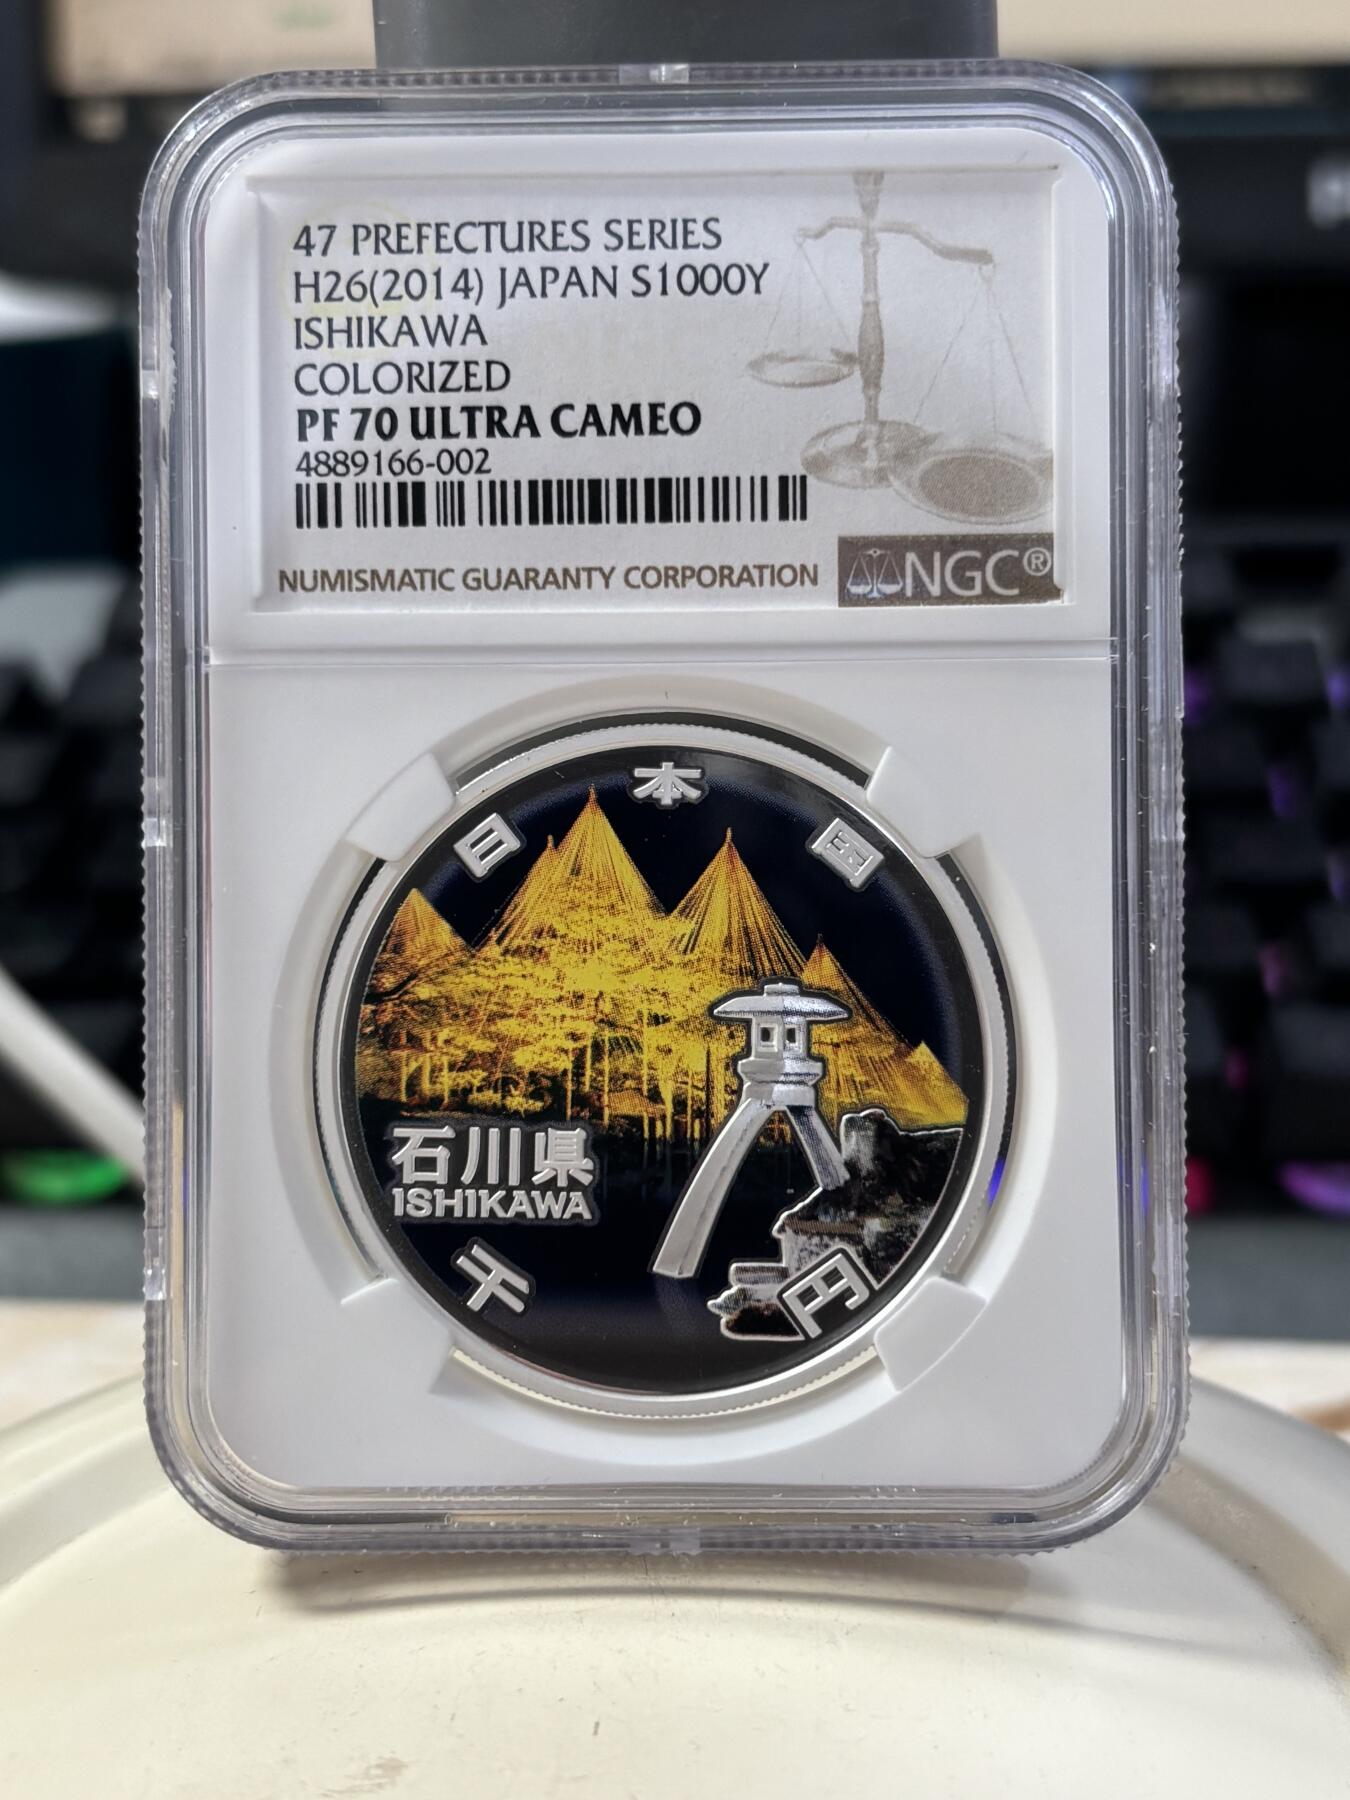 47 PREFECTURES SERIES
H26(2014) JAPAN S1000Y
ISHIKAWA
COLORIZED
PF 70 ULTRA CAMEO
4889166-002
NUMISMATIC GUARANTY CORPORATION
NGC®
日本国
石川県
ISHIKAWA
千円